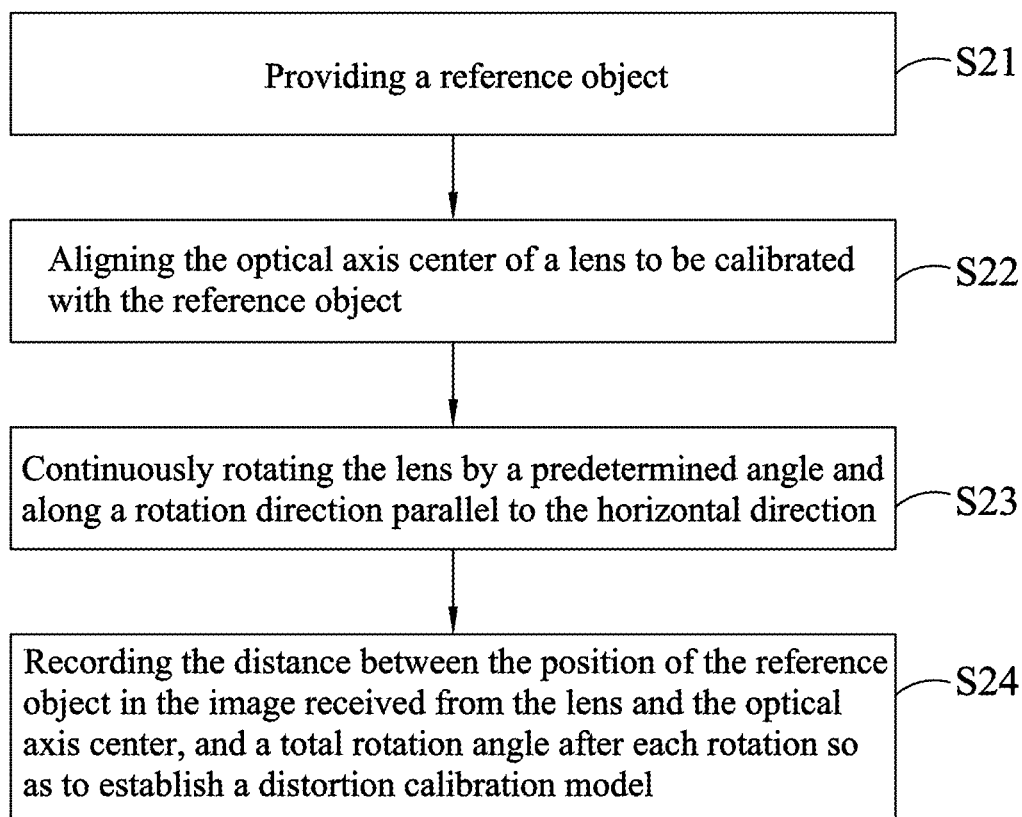 Providing a reference object
S21
Aligning the optical axis center of a lens to be calibrated
with the reference object
S22
Continuously rotating the lens by a predetermined angle and
along a rotation direction parallel to the horizontal direction
S23
Recording the distance between the position of the reference
object in the image received from the lens and the optical
axis center, and a total rotation angle after each rotation so
as to establish a distortion calibration model
S24